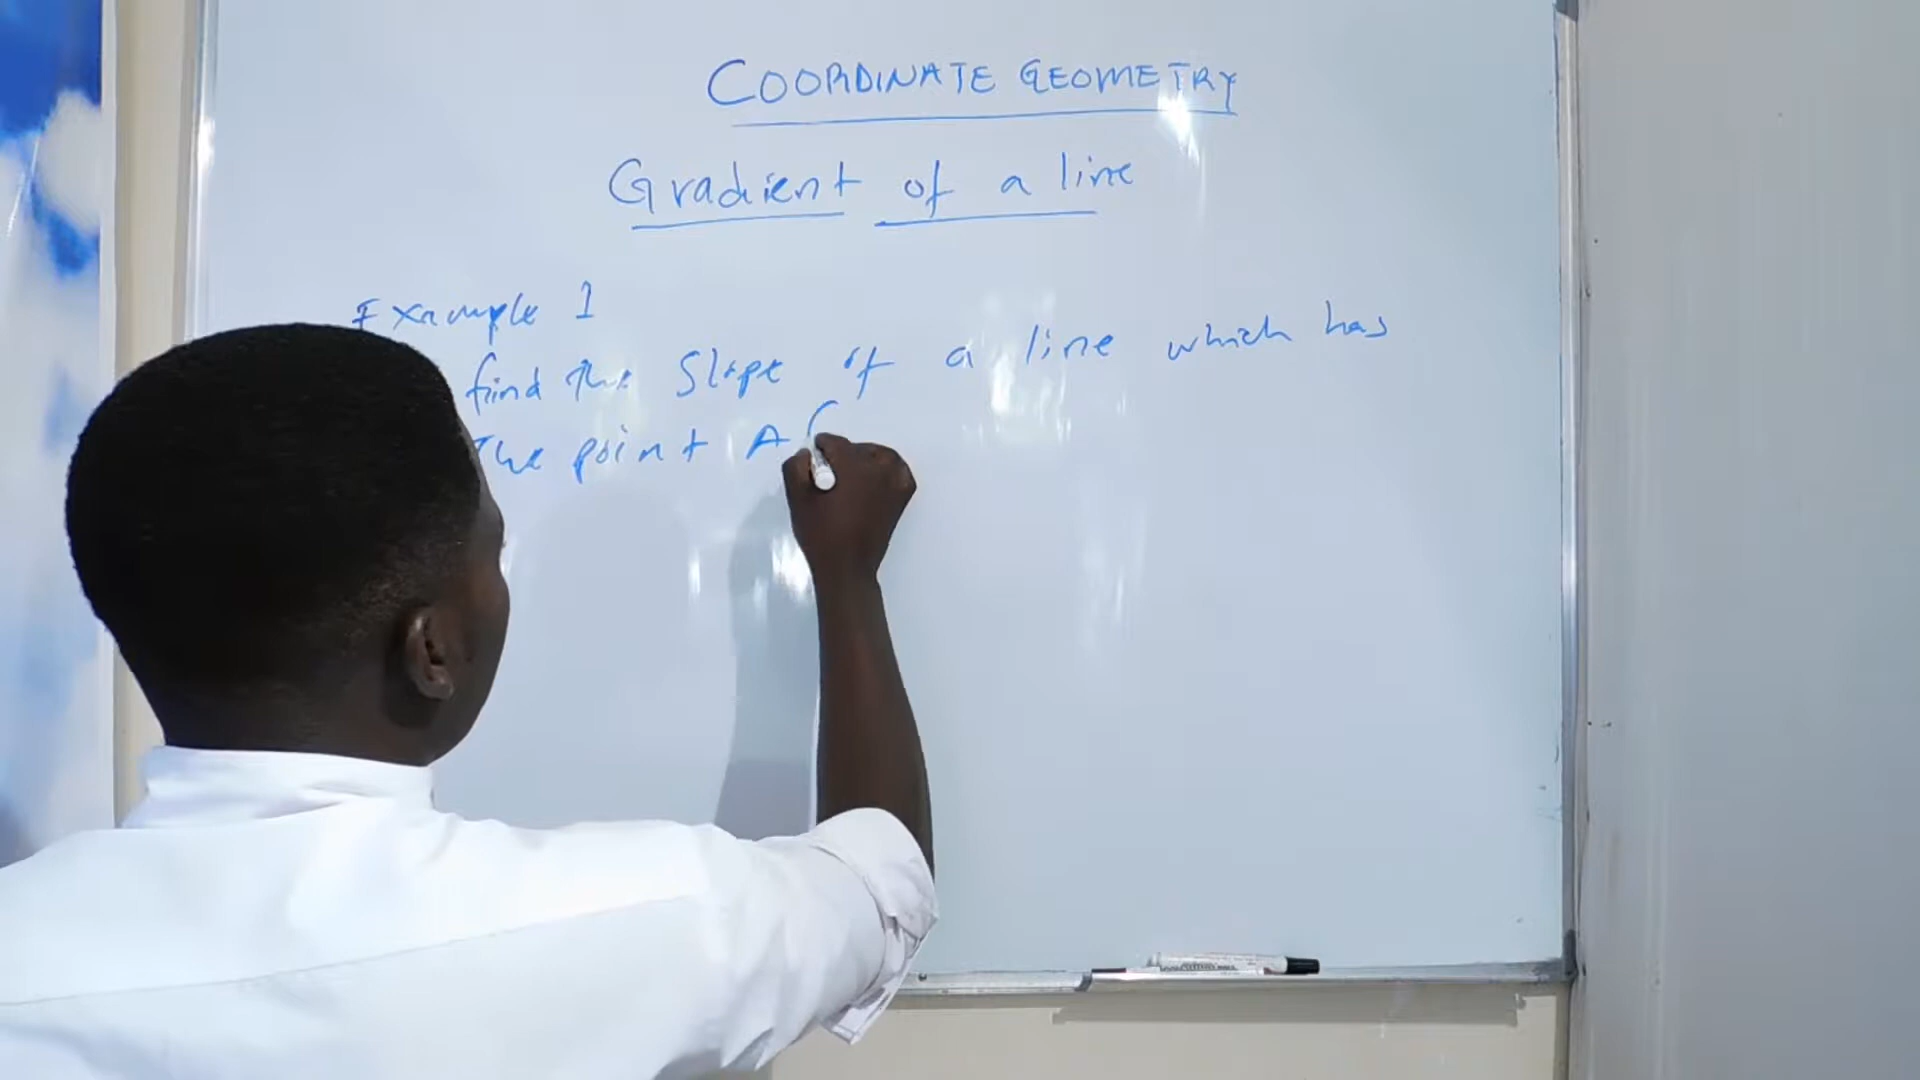 COORDINATE GEOMETRY
Gradient of a line
Example 1
find the Slope of a line which has
The point A(